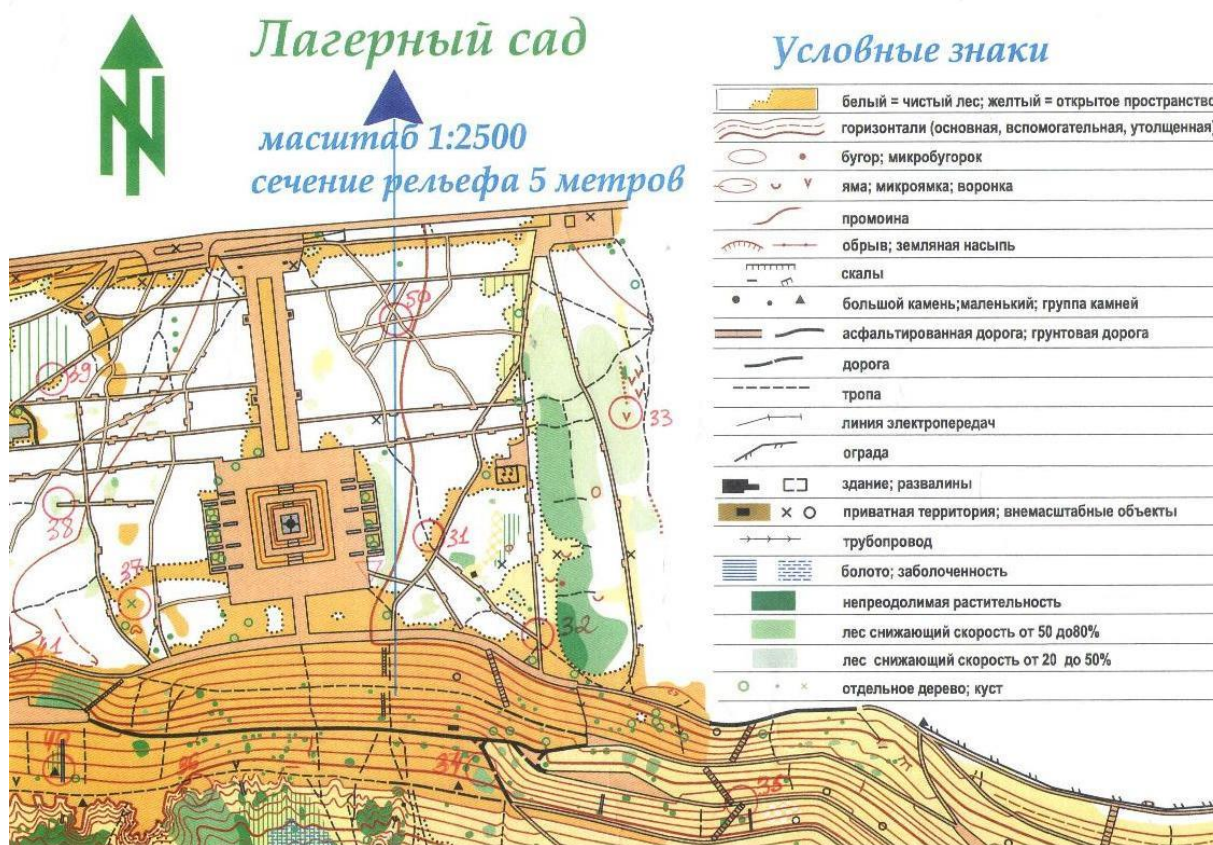 Лагерный сад
N
масштаб 1:2500
сечение рельефа 5 метров
Условные знаки
белый = чистый лес; желтый = открытое пространство
горизонтали (основная, вспомогательная, утолщенная)
бугор; микробугорок
яма; микроямка; воронка
промоина
обрыв; земляная насыпь
скалы
большой камень;маленький; группа камней
асфальтированная дорога; грунтовая дорога
дорога
тропа
линия электропередач
ограда
здание; развалины
приватная территория; внемасштабные объекты
трубопровод
болото; заболоченность
непреодолимая растительность
лес снижающий скорость от 50 до80%
лес снижающий скорость от 20 до 50%
отдельное дерево; куст
50
39
33
38
31
37
32
41
40
36
34
35